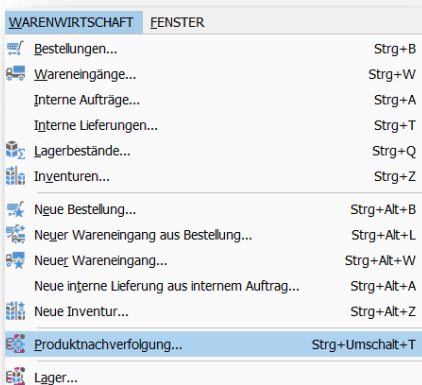 WARENWIRTSCHAFT FENSTER
Bestellungen... Strg+B
Wareneingänge... Strg+W
Interne Aufträge... Strg+A
Interne Lieferungen... Strg+T
Lagerbestände... Strg+Q
Inventuren... Strg+Z
Neue Bestellung... Strg+Alt+B
Neuer Wareneingang aus Bestellung... Strg+Alt+L
Neuer Wareneingang... Strg+Alt+W
Neue interne Lieferung aus internem Auftrag... Strg+Alt+A
Neue Inventur... Strg+Alt+Z
Produktnachverfolgung... Strg+Umschalt+T
Lager...